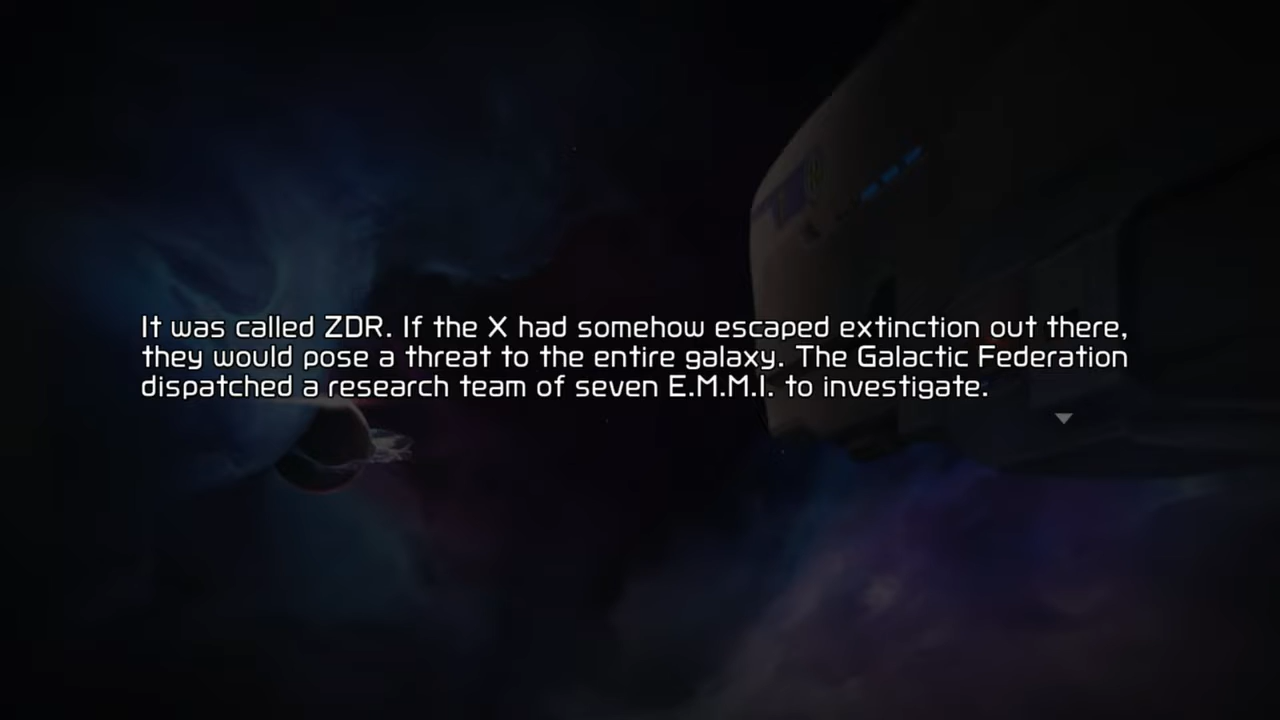 It was called ZDR. If the X had somehow escaped extinction out there,
they would pose a threat to the entire galaxy. The Galactic Federation
dispatched a research team of seven E.M.M.I. to investigate.